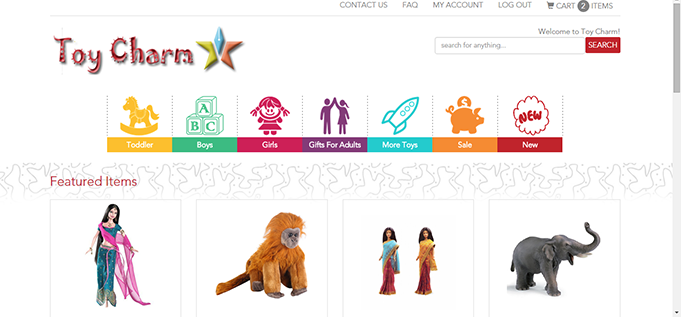 CONTACT US FAQ MY ACCOUNT LOG OUT CART 2 ITEMS
Welcome to Toy Charm!
Toy Charm
search for anything... SEARCH
A
B C
NEW
Toddler Boys Girls Gifts For Adults More Toys Sale New
Featured Items